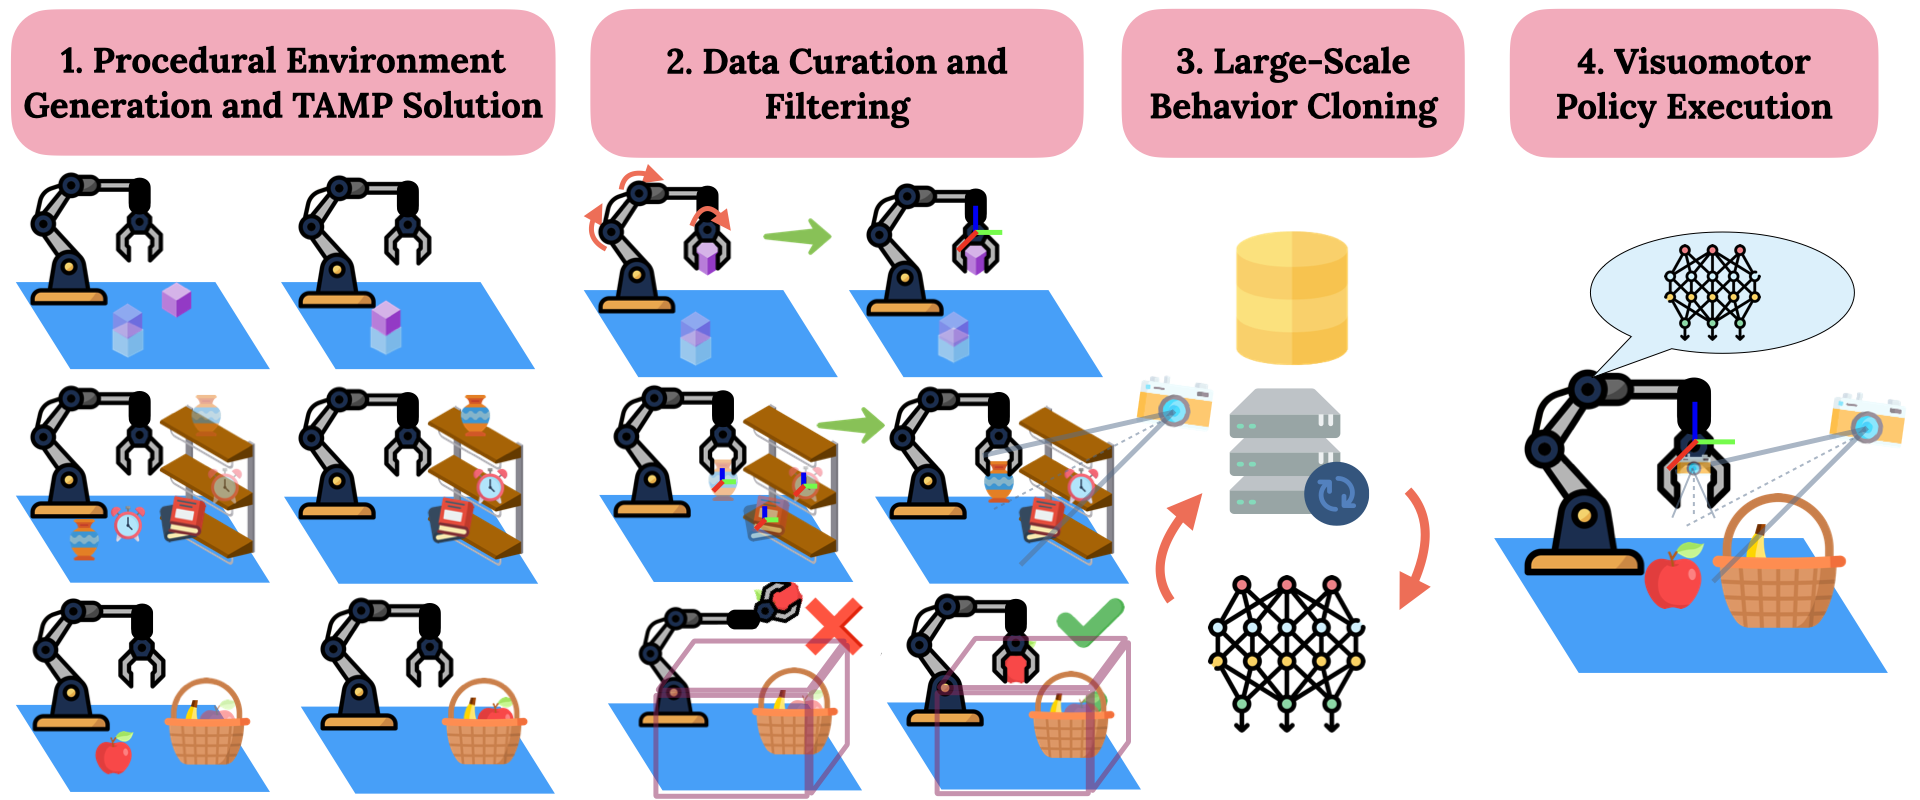 1. Procedural Environment
Generation and TAMP Solution
2. Data Curation and
Filtering
3. Large-Scale
Behavior Cloning
4. Visuomotor
Policy Execution